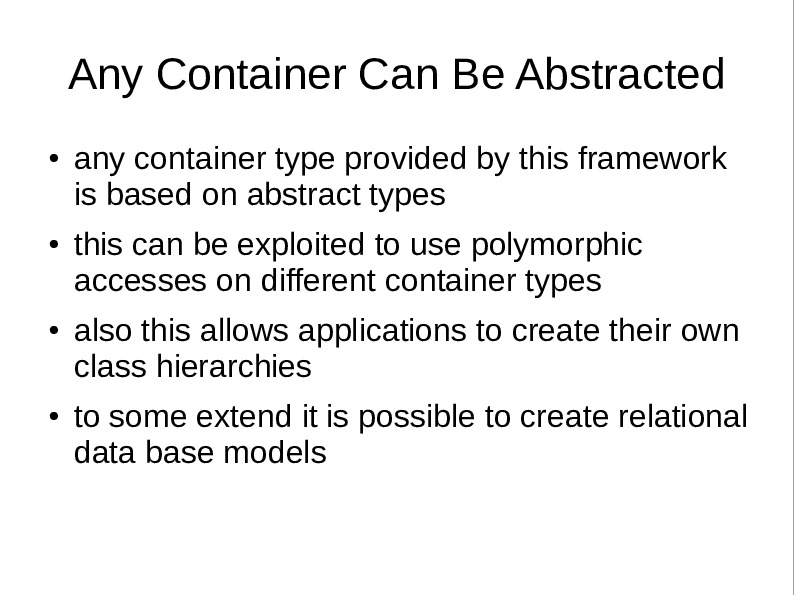 Any Container Can Be Abstracted
• any container type provided by this framework
is based on abstract types
• this can be exploited to use polymorphic
accesses on different container types
• also this allows applications to create their own
class hierarchies
• to some extend it is possible to create relational
data base models